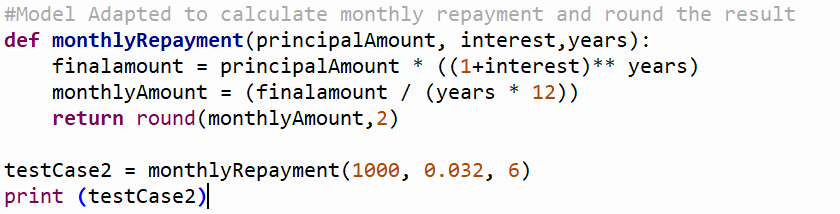 #Model Adapted to calculate monthly repayment and round the result
def monthlyRepayment(principalAmount, interest,years):
    finalamount = principalAmount * ((1+interest)** years)
    monthlyAmount = (finalamount / (years * 12))
    return round(monthlyAmount,2)

testCase2 = monthlyRepayment(1000, 0.032, 6)
print (testCase2)